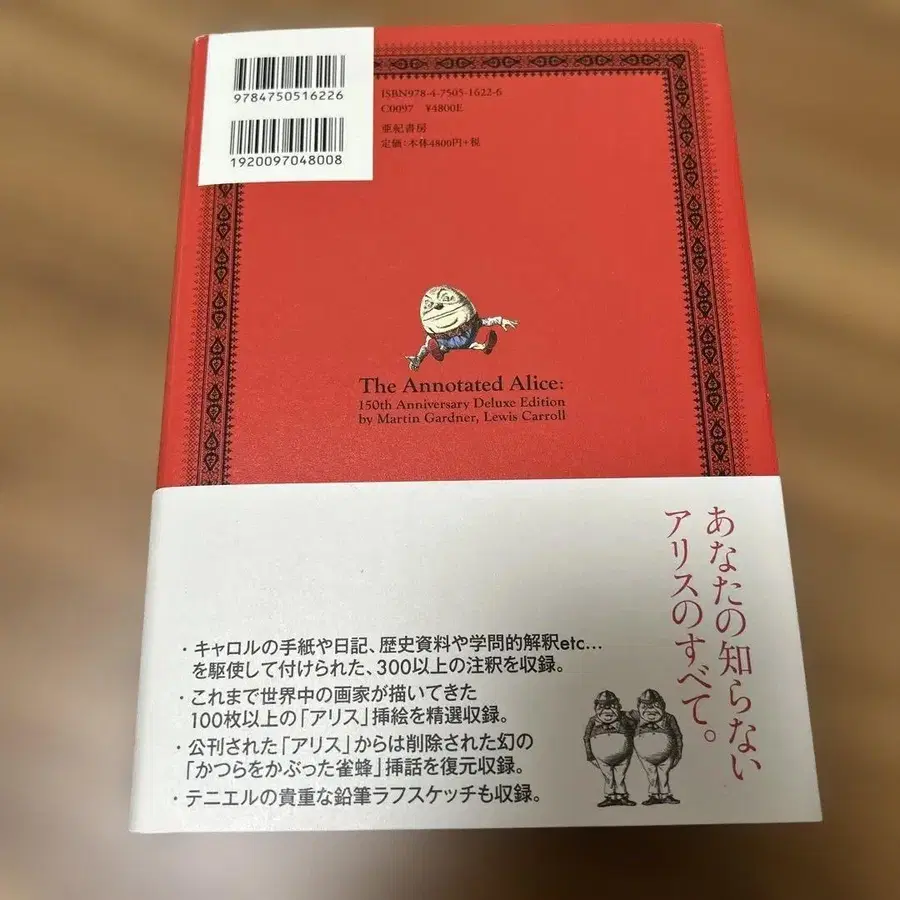 9784750516226
1920097048008
ISBN978-4-7505-1622-6
C0097 ¥4800E
亜紀書房
定価:本体4800円+税
The Annotated Alice:
150th Anniversary Deluxe Edition
by Martin Gardner, Lewis Carroll
あなたの知らない
アリスのすべて。
・キャロルの手紙や日記、歴史資料や学問的解釈etc...
を駆使して付けられた、300以上の注釈を収録。
・これまで世界中の画家が描いてきた
100枚以上の「アリス」挿絵を精選収録。
・公刊された「アリス」からは削除された幻の
「かつらをかぶった雀蜂」挿話を復元収録。
・テニエルの貴重な鉛筆ラフスケッチも収録。